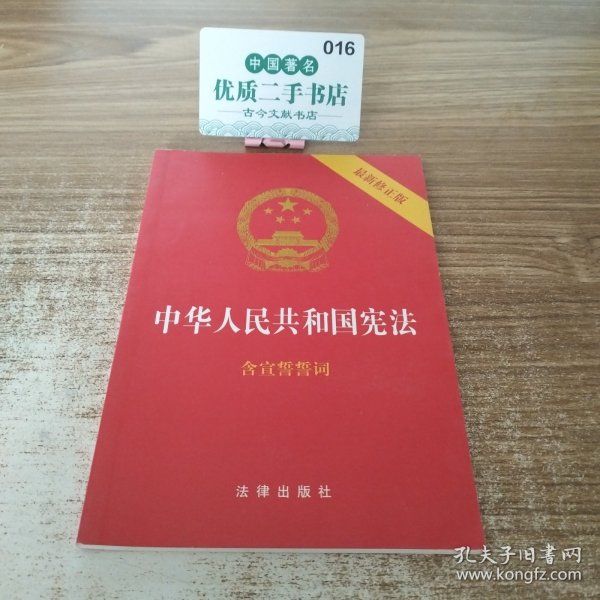 016
中国著名
优质二手书店
古今文献书店
最新修正版
中华人民共和国宪法
含宣誓誓词
法律出版社
孔夫子旧书网
www.kongfz.com